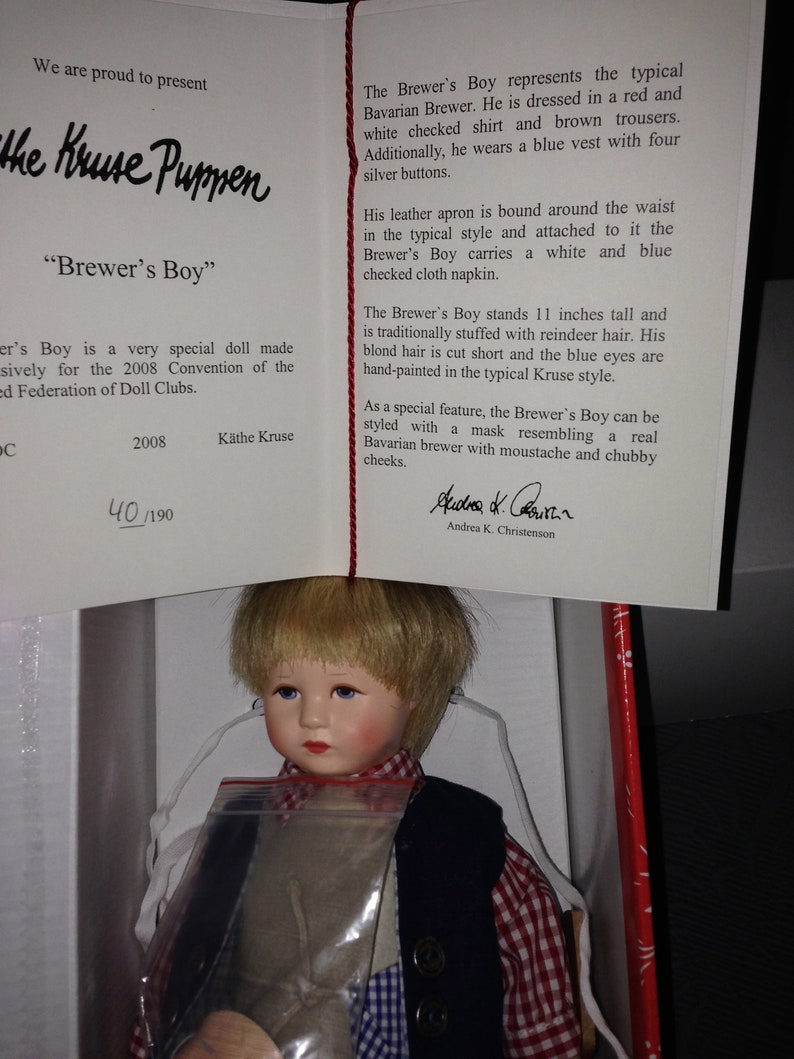 We are proud to present
Kruse Puppen
“Brewer’s Boy”
Boy is a very special doll made
for the 2008 Convention of the
Federation of Doll Clubs.
2008 Käthe Kruse
40/190
The Brewer`s Boy represents the typical
Bavarian Brewer. He is dressed in a red and
white checked shirt and brown trousers.
Additionally, he wears a blue vest with four
silver buttons.
His leather apron is bound around the waist
in the typical style and attached to it the
Brewer’s Boy carries a white and blue
checked cloth napkin.
The Brewer`s Boy stands 11 inches tall and
is traditionally stuffed with reindeer hair. His
blond hair is cut short and the blue eyes are
hand-painted in the typical Kruse style.
As a special feature, the Brewer`s Boy can be
styled with a mask resembling a real
Bavarian brewer with moustache and chubby
cheeks.
Andrea K. Christenson